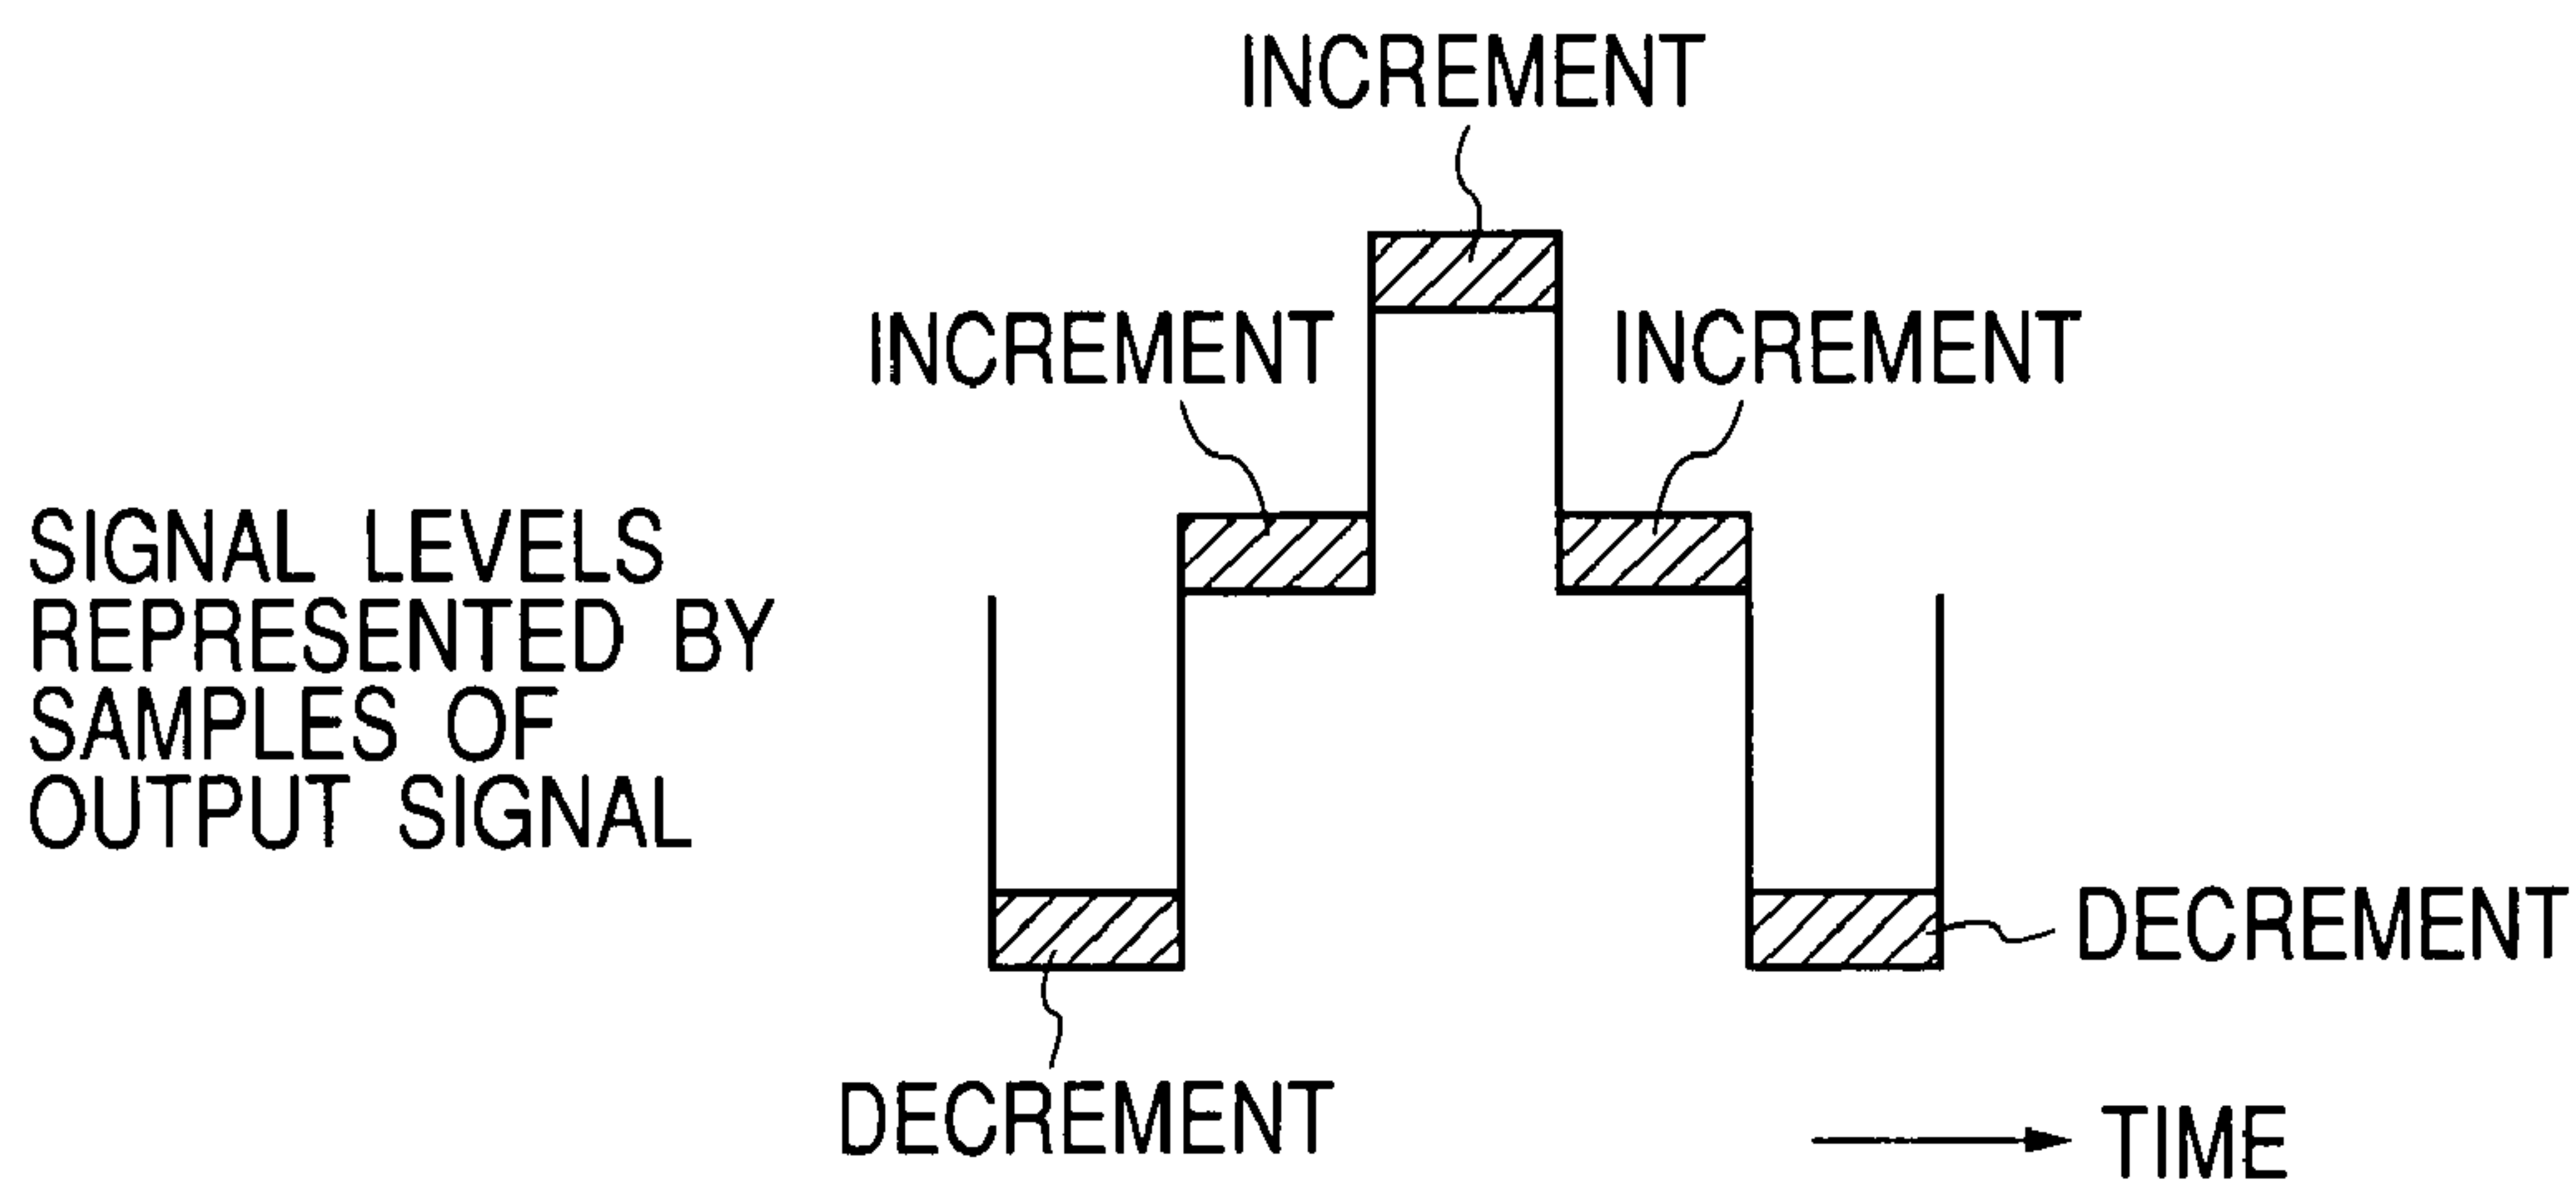 INCREMENT
INCREMENT
INCREMENT
SIGNAL LEVELS
REPRESENTED BY
SAMPLES OF
OUTPUT SIGNAL
DECREMENT
DECREMENT
TIME